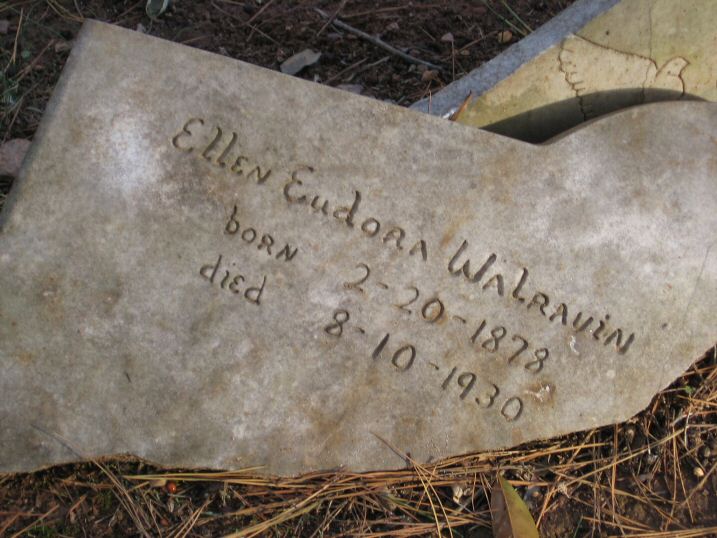 Ellen Eudora Walravin
born 2-20-1878
died 8-10-1930